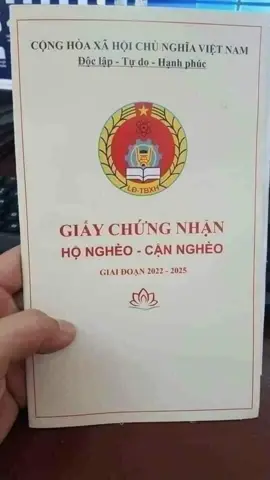 CỘNG HÒA XÃ HỘI CHỦ NGHĨA VIỆT NAM
Độc lập - Tự do - Hạnh phúc
LĐ-TBXH
GIẤY CHỨNG NHẬN
HỘ NGHÈO - CẬN NGHÈO
GIAI ĐOẠN 2022 - 2025